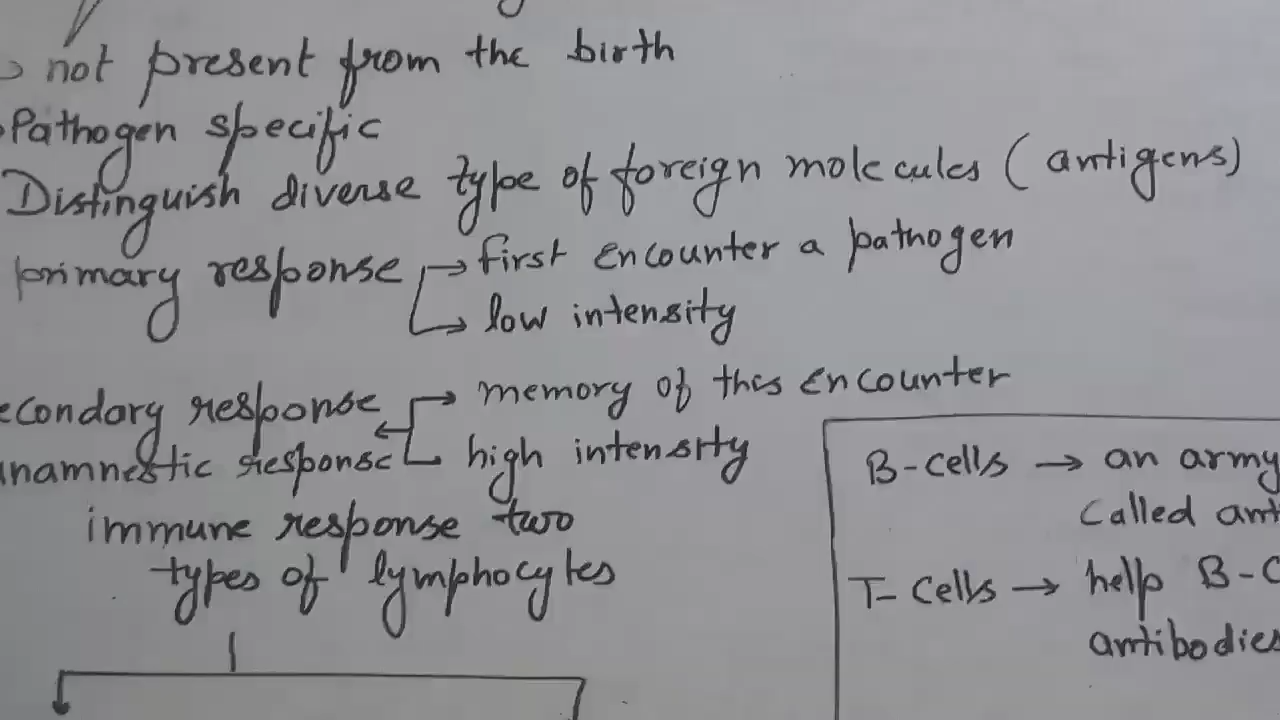 not present from the birth
Pathogen specific
Distinguish diverse type of foreign molecules (antigens)
primary response → first encounter a pathogen
→ low intensity
econdary response → memory of this encounter
namnestic response high intensity
immune response two
types of lymphocytes
B-cells → an army
called ant
T-cells → help B-C
antibodies